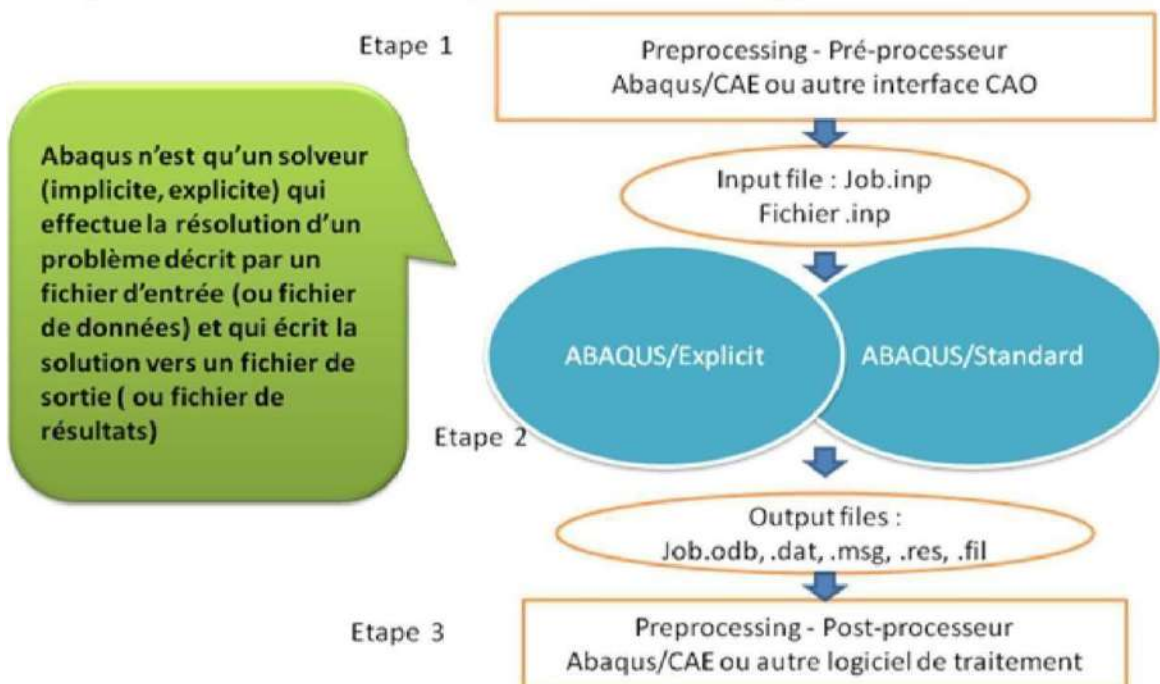 Etape 1
Preprocessing - Pré-processeur
Abaqus/CAE ou autre interface CAO
Abaqus n'est qu'un solveur
(implicite, explicite) qui
effectue la résolution d'un
problème décrit par un
fichier d'entrée (ou fichier
de données) et qui écrit la
solution vers un fichier de
sortie ( ou fichier de
résultats)
Input file : Job.inp
Fichier .inp
ABAQUS/Explicit
ABAQUS/Standard
Etape 2
Output files :
Job.odb, .dat, .msg, .res, .fil
Etape 3
Preprocessing - Post-processeur
Abaqus/CAE ou autre logiciel de traitement